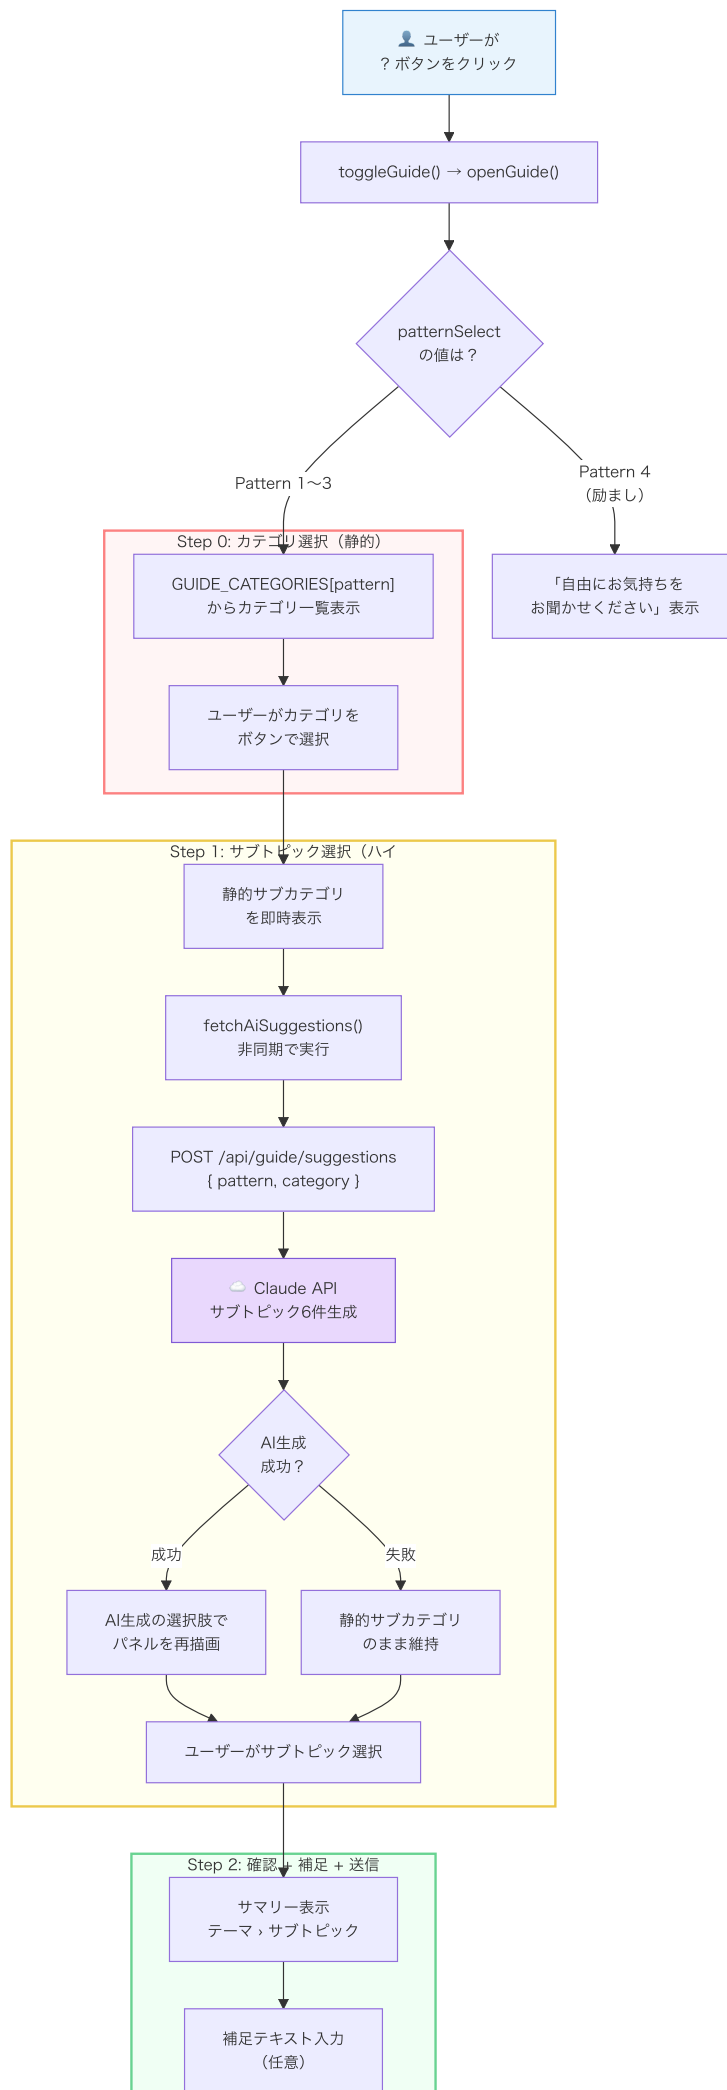 ユーザーが
? ボタンをクリック
toggleGuide() → openGuide()
patternSelect
の値は？
Pattern 1〜3
Pattern 4
（励まし）
Step 0: カテゴリ選択（静的）
GUIDE_CATEGORIES[pattern]
からカテゴリ一覧表示
「自由にお気持ちを
お聞かせください」表示
ユーザーがカテゴリを
ボタンで選択
Step 1: サブトピック選択（ハイ
静的サブカテゴリ
を即時表示
fetchAiSuggestions()
非同期で実行
POST /api/guide/suggestions
{ pattern, category }
Claude API
サブトピック6件生成
AI生成
成功？
成功
失敗
AI生成の選択肢で
パネルを再描画
静的サブカテゴリ
のまま維持
ユーザーがサブトピック選択
Step 2: 確認 + 補足 + 送信
サマリー表示
テーマ › サブトピック
補足テキスト入力
（任意）